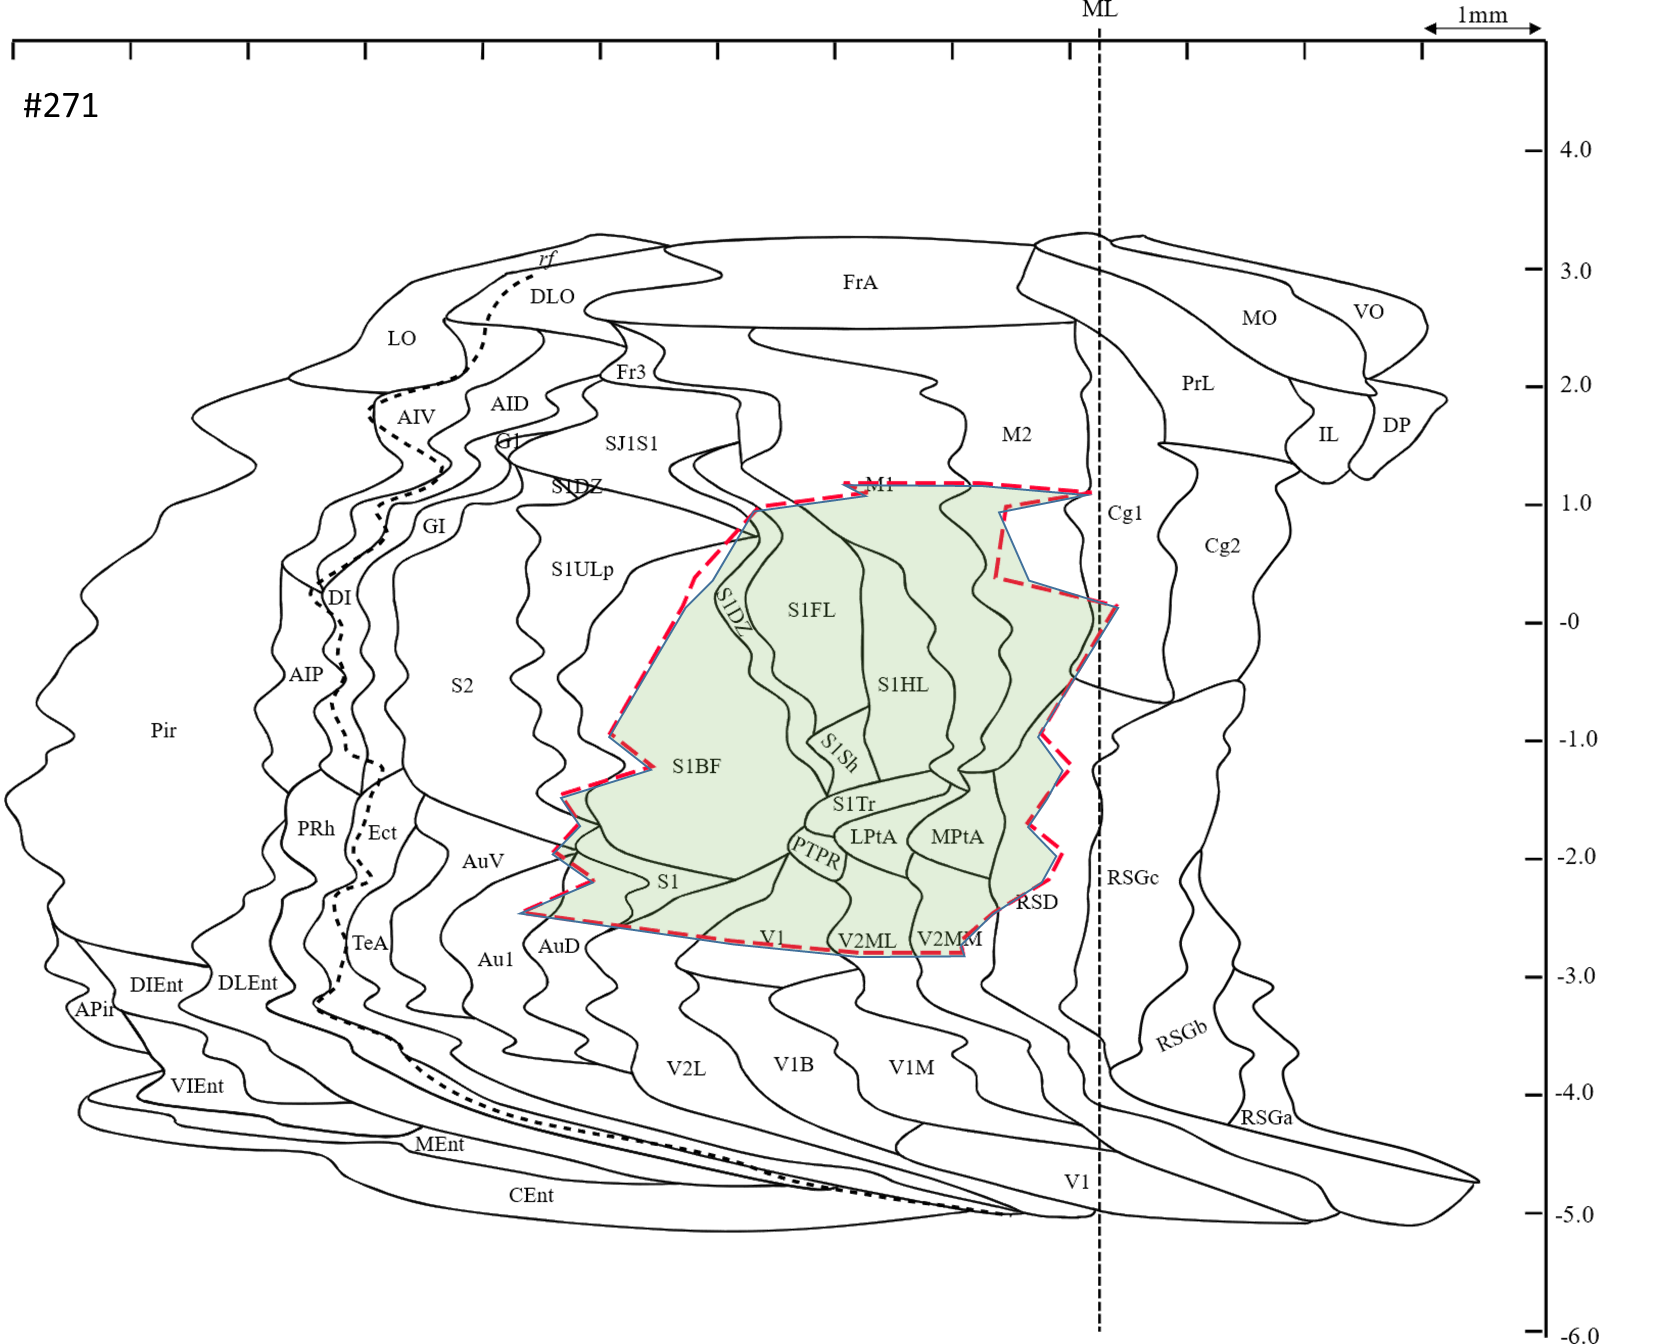 ML
1mm
#271
4.0
rf
3.0
DLO
FrA
MO
VO
LO
Fr3
PrL
2.0
AIV
AID
G1
SJ1S1
M2
IL
DP
S1DZ
M1
1.0
GI
Cg1
Cg2
S1ULp
DI
S1DZ
S1FL
-0
AIP
S2
S1HL
Pir
S1Sh
S1BF
-1.0
S1Tr
PRh
Ect
LPtA
MPtA
PTPR
AuV
-2.0
S1
RSGc
RSD
TeA
Au1
AuD
V1
V2ML
V2MM
DIEnt
DLEnt
-3.0
APir
RSGb
V2L
V1B
V1M
VIEnt
-4.0
RSGa
MEnt
CEnt
V1
-5.0
-6.0